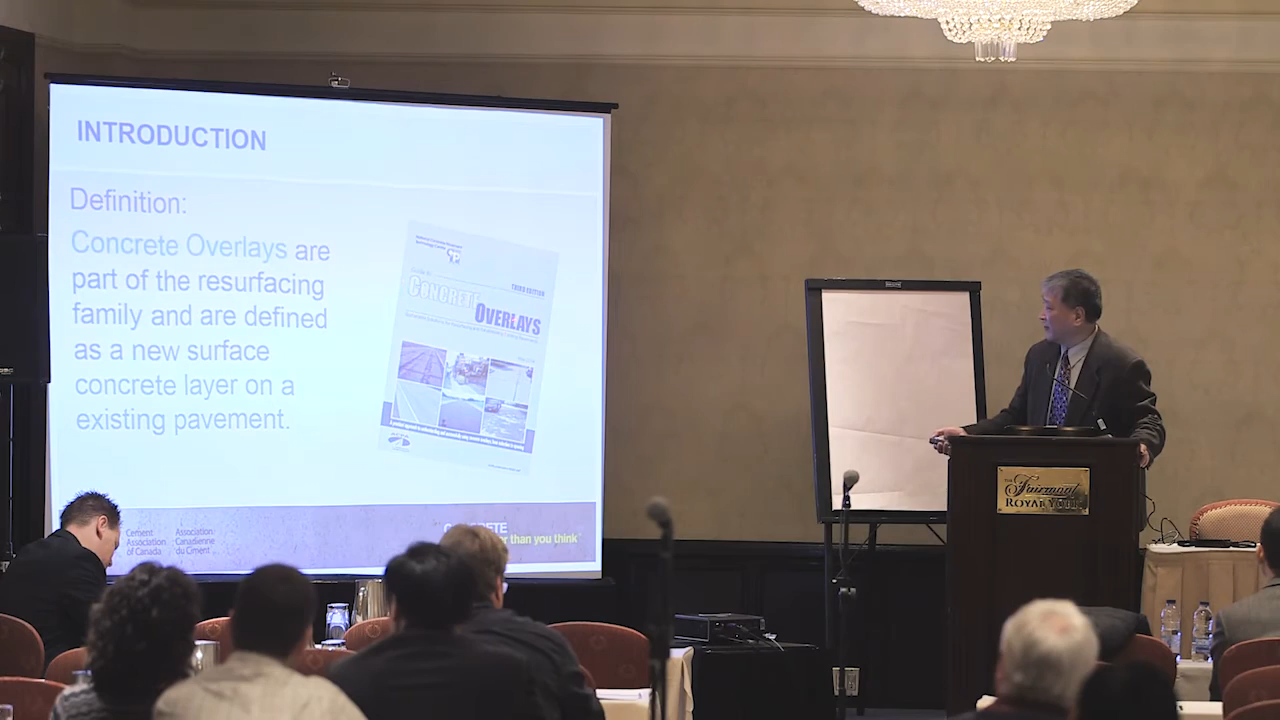 INTRODUCTION
Definition:
Concrete Overlays are
part of the resurfacing
family and are defined
as a new surface
concrete layer on a
existing pavement.
THIRD EDITION
CONCRETE
OVERLAYS
Cement
Association
of Canada
Association
Canadienne
du Ciment
than you think
THE
Fairmont
ROYAL YORK